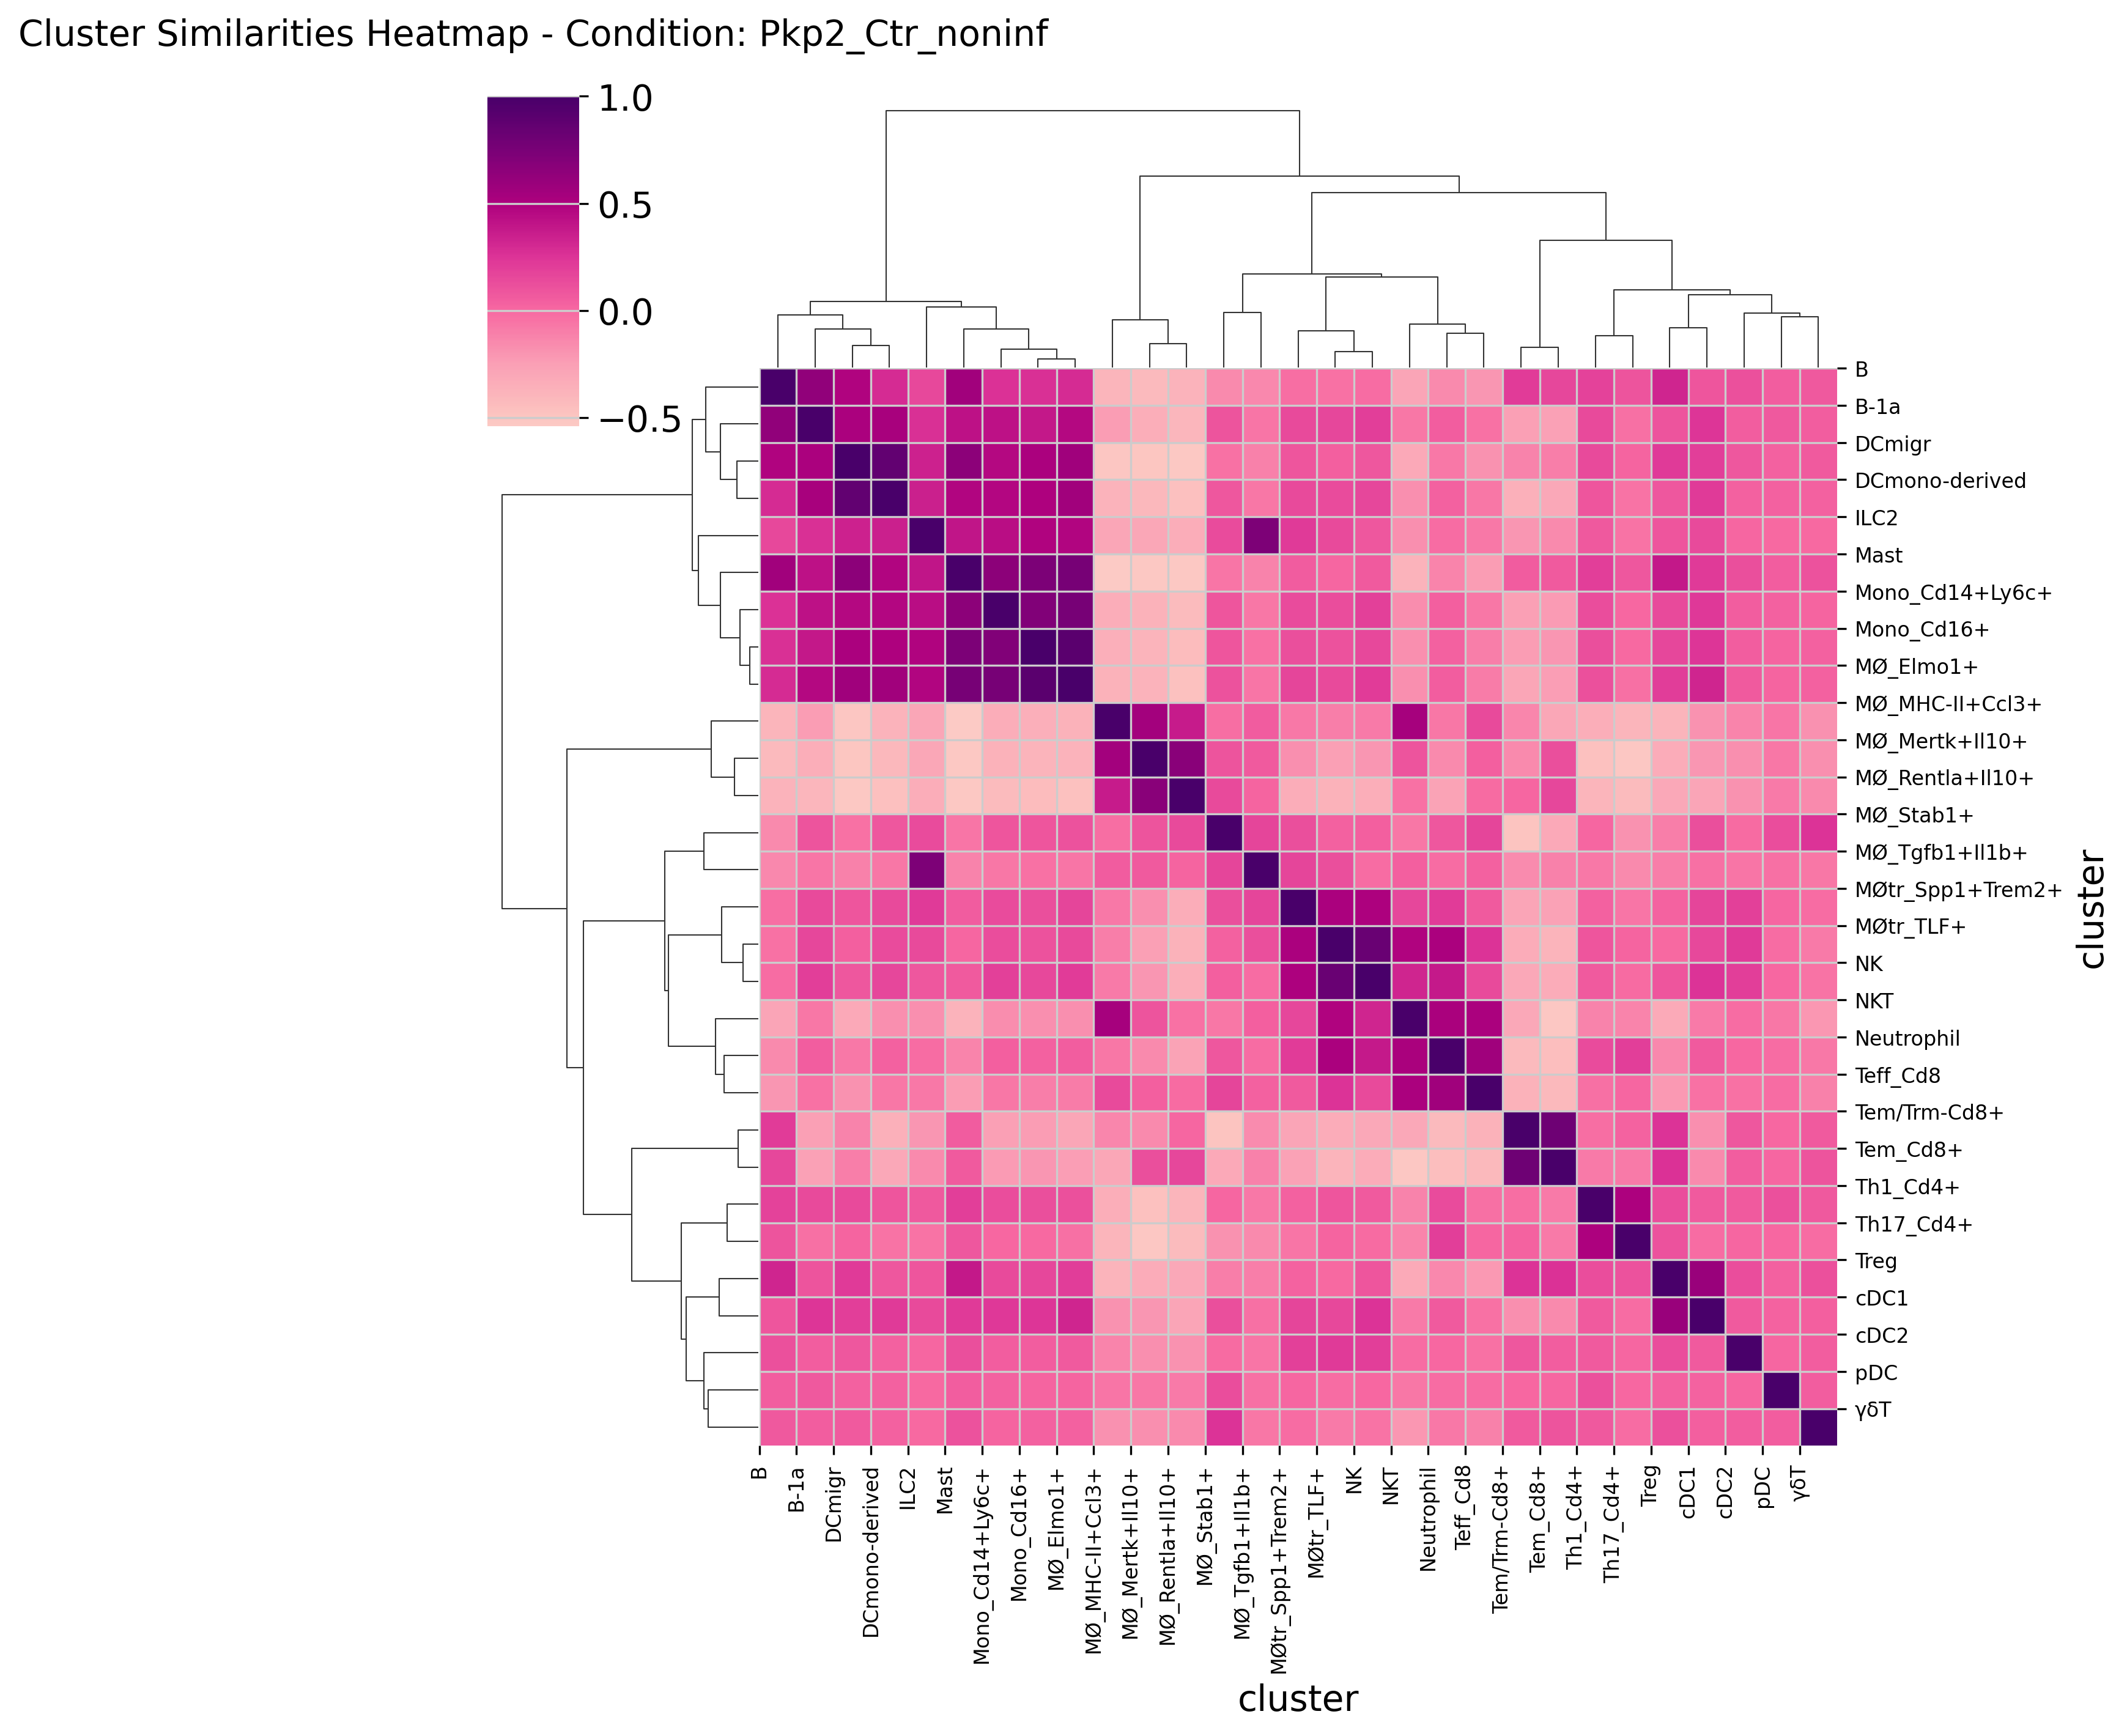 Cluster Similarities Heatmap - Condition: Pkp2_Ctr_noninf
1.0
0.5
0.0
−0.5
B
B-1a
DCmigr
DCmono-derived
ILC2
Mast
Mono_Cd14+Ly6c+
Mono_Cd16+
MØ_Elmo1+
MØ_MHC-II+Ccl3+
MØ_Mertk+Il10+
MØ_Rentla+Il10+
MØ_Stab1+
MØ_Tgfb1+Il1b+
MØtr_Spp1+Trem2+
MØtr_TLF+
NK
NKT
Neutrophil
Teff_Cd8
Tem/Trm-Cd8+
Tem_Cd8+
Th1_Cd4+
Th17_Cd4+
Treg
cDC1
cDC2
pDC
γδT
cluster
B
B-1a
DCmigr
DCmono-derived
ILC2
Mast
Mono_Cd14+Ly6c+
Mono_Cd16+
MØ_Elmo1+
MØ_MHC-II+Ccl3+
MØ_Mertk+Il10+
MØ_Rentla+Il10+
MØ_Stab1+
MØ_Tgfb1+Il1b+
MØtr_Spp1+Trem2+
MØtr_TLF+
NK
NKT
Neutrophil
Teff_Cd8
Tem/Trm-Cd8+
Tem_Cd8+
Th1_Cd4+
Th17_Cd4+
Treg
cDC1
cDC2
pDC
γδT
cluster